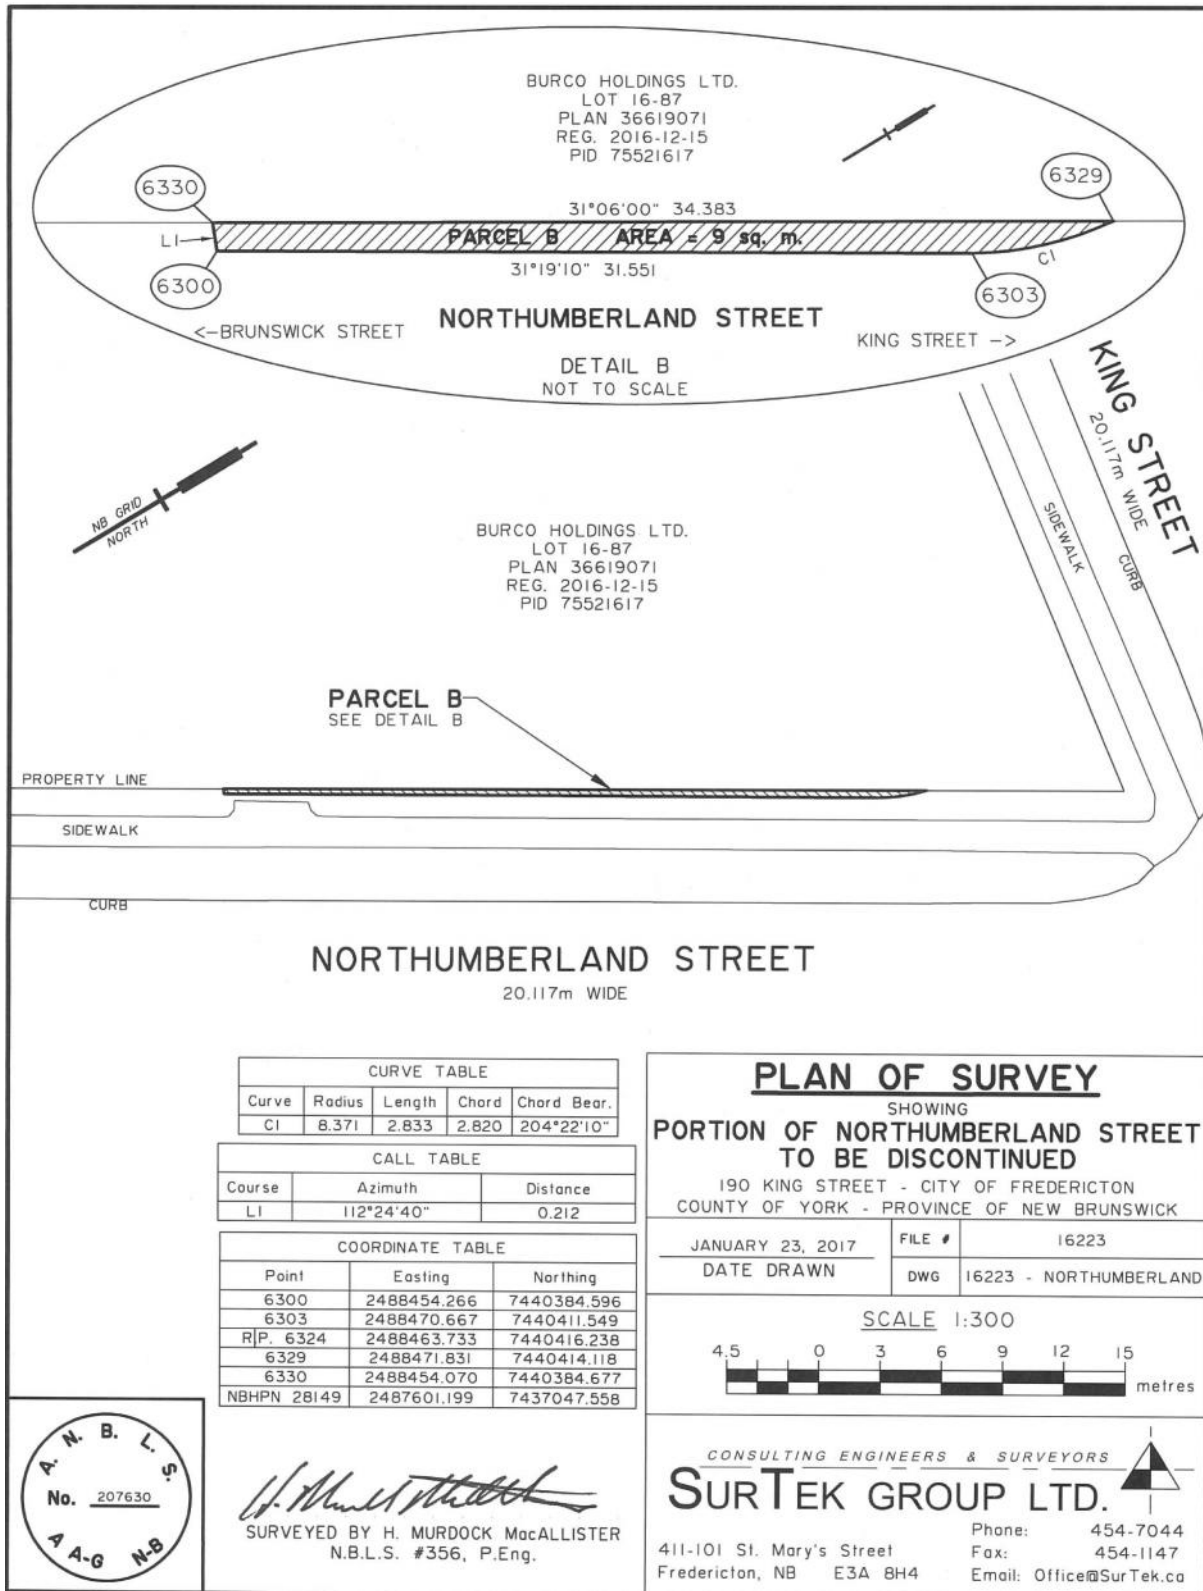 BURCO HOLDINGS LTD.
LOT 16-87
PLAN 36619071
REG. 2016-12-15
PID 75521617
6330
6329
31°06'00" 34.383
L1
PARCEL B AREA = 9 sq. m.
C1
6300
31°19'10" 31.551
6303
<-BRUNSWICK STREET
NORTHUMBERLAND STREET
KING STREET ->
DETAIL B
NOT TO SCALE
KING STREET
20.117m WIDE
SIDEWALK
CURB
NB GRID
NORTH
BURCO HOLDINGS LTD.
LOT 16-87
PLAN 36619071
REG. 2016-12-15
PID 75521617
PARCEL B
SEE DETAIL B
PROPERTY LINE
SIDEWALK
CURB
NORTHUMBERLAND STREET
20.117m WIDE
CURVE TABLE
Curve Radius Length Chord Chord Bear.
C1 8.371 2.833 2.820 204°22'10"
CALL TABLE
Course Azimuth Distance
L1 112°24'40" 0.212
COORDINATE TABLE
Point Easting Northing
6300 2488454.266 7440384.596
6303 2488470.667 7440411.549
R.P. 6324 2488463.733 7440416.238
6329 2488471.831 7440414.118
6330 2488454.070 7440384.677
NBHPN 28149 2487601.199 7437047.558
A. N. B. L. S.
No. 207630
A A-G N-B
SURVEYED BY H. MURDOCK MacALLISTER
N.B.L.S. #356, P.Eng.
PLAN OF SURVEY
SHOWING
PORTION OF NORTHUMBERLAND STREET
TO BE DISCONTINUED
190 KING STREET - CITY OF FREDERICTON
COUNTY OF YORK - PROVINCE OF NEW BRUNSWICK
JANUARY 23, 2017
DATE DRAWN
FILE # 16223
DWG 16223 - NORTHUMBERLAND
SCALE 1:300
4.5 0 3 6 9 12 15
metres
CONSULTING ENGINEERS & SURVEYORS
SURTEK GROUP LTD.
411-101 St. Mary's Street
Fredericton, NB E3A 8H4
Phone: 454-7044
Fax: 454-1147
Email: Office@SurTek.ca